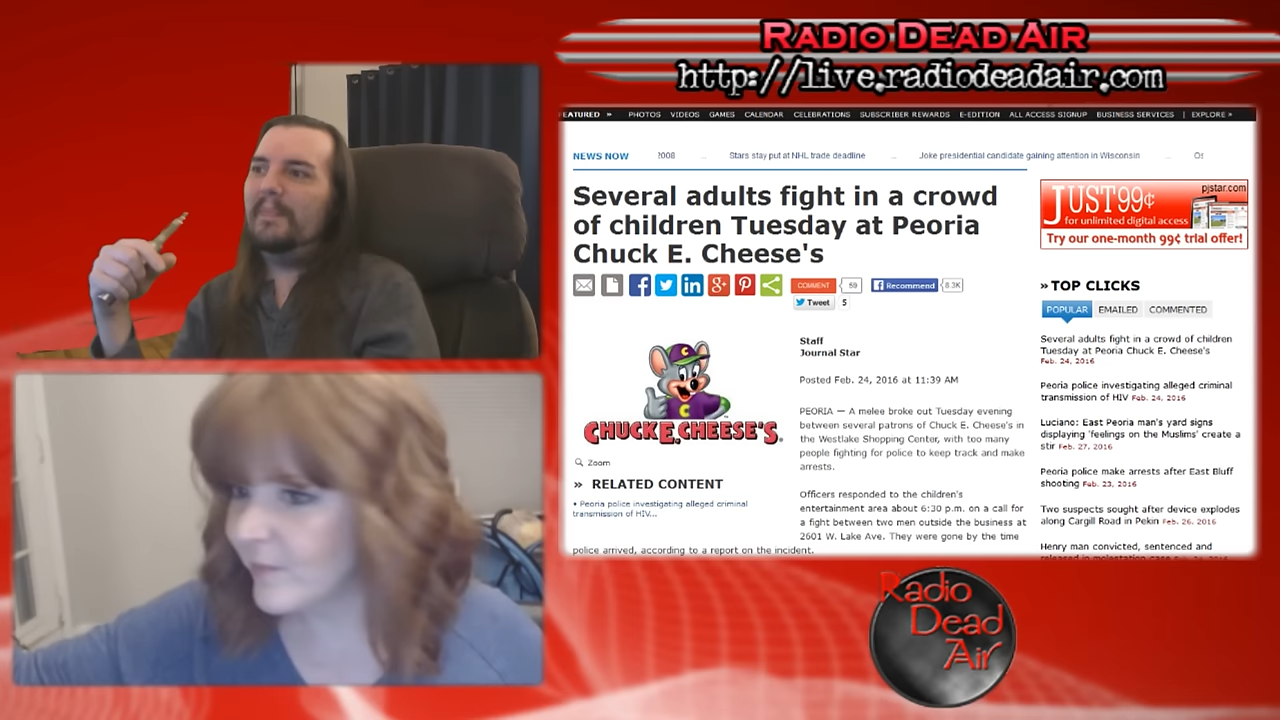 Radio Dead Air
http://live.radiodeadair.com
FEATURED » PHOTOS VIDEOS GAMES CALENDAR CELEBRATIONS SUBSCRIBER REWARDS E-EDITION ALL ACCESS SIGNUP BUSINESS SERVICES | EXPLORE »
NEWS NOW 2008 ... Stars stay put at NHL trade deadline ... Joke presidential candidate gaining attention in Wisconsin ...
Several adults fight in a crowd
of children Tuesday at Peoria
Chuck E. Cheese's
COMMENT 59 Recommend 8.3K
Tweet 5
C
C
CHUCK E. CHEESE'S
Zoom
» RELATED CONTENT
• Peoria police investigating alleged criminal
transmission of HIV...
Staff
Journal Star
Posted Feb. 24, 2016 at 11:39 AM
PEORIA — A melee broke out Tuesday evening
between several patrons of Chuck E. Cheese's in
the Westlake Shopping Center, with too many
people fighting for police to keep track and make
arrests.
Officers responded to the children's
entertainment area about 6:30 p.m. on a call for
a fight between two men outside the business at
2601 W. Lake Ave. They were gone by the time
police arrived, according to a report on the incident.
pjstar.com
JUST 99¢
for unlimited digital access
Try our one-month 99¢ trial offer!
» TOP CLICKS
POPULAR EMAILED COMMENTED
Several adults fight in a crowd of children
Tuesday at Peoria Chuck E. Cheese's
Feb. 24, 2016
Peoria police investigating alleged criminal
transmission of HIV Feb. 24, 2016
Luciano: East Peoria man's yard signs
displaying 'feelings on the Muslims' create a
stir Feb. 27, 2016
Peoria police make arrests after East Bluff
shooting Feb. 23, 2016
Two suspects sought after device explodes
along Cargill Road in Pekin Feb. 26, 2016
Henry man convicted, sentenced and
released in molestation case
Radio
Dead
Air